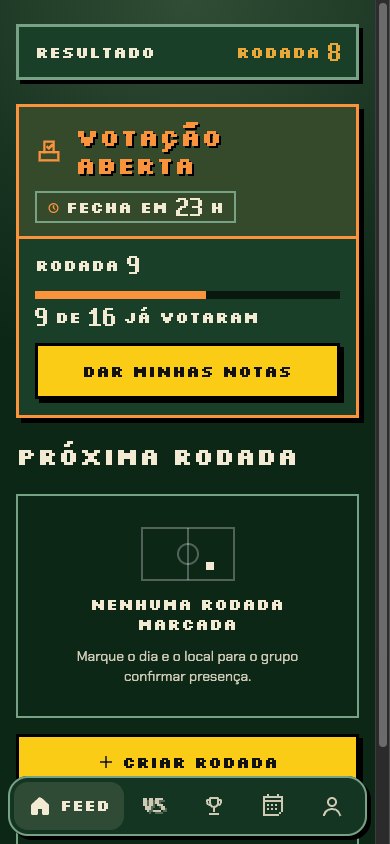 RESULTADO RODADA 8
VOTAÇÃO
ABERTA
FECHA EM 23 H
RODADA 9
9 DE 16 JÁ VOTARAM
DAR MINHAS NOTAS
PRÓXIMA RODADA
NENHUMA RODADA
MARCADA
Marque o dia e o local para o grupo
confirmar presença.
+ CRIAR RODADA
FEED VS